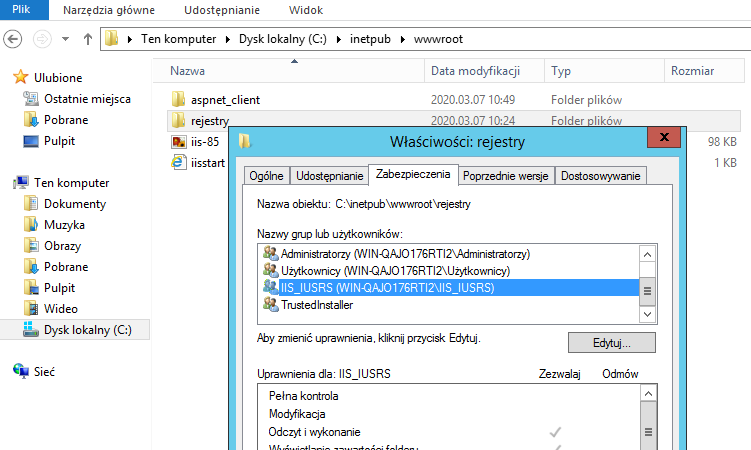 Plik Narzędzia główne Udostępnianie Widok
Ten komputer Dysk lokalny (C:) inetpub wwwroot
Ulubione
Ostatnie miejsca
Pobrane
Pulpit
Ten komputer
Dokumenty
Muzyka
Obrazy
Pobrane
Pulpit
Wideo
Dysk lokalny (C:)
Sieć
Nazwa Data modyfikacji Typ Rozmiar
aspnet_client 2020.03.07 10:49 Folder plików
rejestry 2020.03.07 10:24 Folder plików
iis-85 98 KB
iisstart 1 KB
Właściwości: rejestry
Ogólne Udostępnianie Zabezpieczenia Poprzednie wersje Dostosowywanie
Nazwa obiektu: C:\inetpub\wwwroot\rejestry
Nazwy grup lub użytkowników:
Administratorzy (WIN-QAJO176RTI2\Administratorzy)
Użytkownicy (WIN-QAJO176RTI2\Użytkownicy)
IIS_IUSRS (WIN-QAJO176RTI2\IIS_IUSRS)
TrustedInstaller
Aby zmienić uprawnienia, kliknij przycisk Edytuj.
Edytuj...
Uprawnienia dla: IIS_IUSRS Zezwalaj Odmów
Pełna kontrola
Modyfikacja
Odczyt i wykonanie
Wyświetlanie zawartości folderu